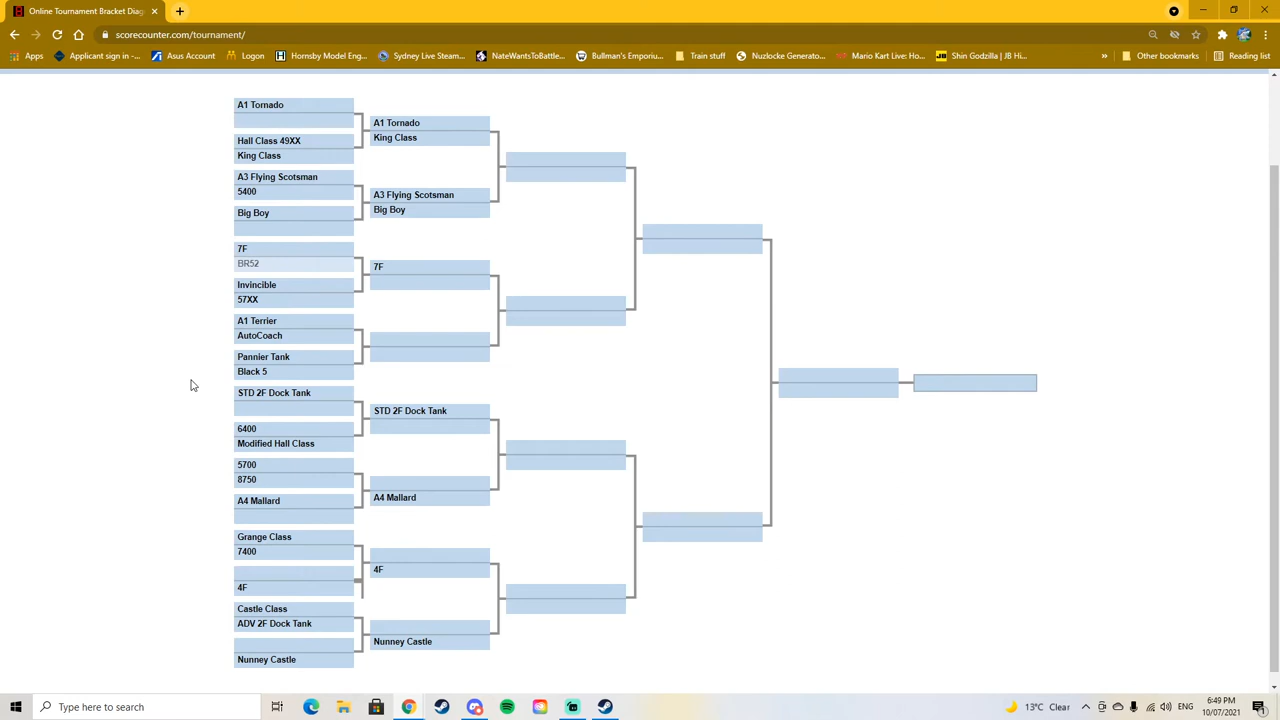 Online Tournament Bracket Diag
scorecounter.com/tournament/
Apps
Applicant sign in -...
Asus Account
Logon
Hornsby Model Eng...
Sydney Live Steam...
NateWantsToBattle...
Bullman's Emporiu...
Train stuff
Nuzlocke Generato...
Mario Kart Live: Ho...
Shin Godzilla | JB Hi...
»
Other bookmarks
Reading list
A1 Tornado
Hall Class 49XX
King Class
A3 Flying Scotsman
5400
Big Boy
7F
BR52
Invincible
57XX
A1 Terrier
AutoCoach
Pannier Tank
Black 5
STD 2F Dock Tank
6400
Modified Hall Class
5700
8750
A4 Mallard
Grange Class
7400
4F
Castle Class
ADV 2F Dock Tank
Nunney Castle
A1 Tornado
King Class
A3 Flying Scotsman
Big Boy
7F
STD 2F Dock Tank
A4 Mallard
4F
Nunney Castle
Type here to search
13°C Clear
ENG
6:49 PM
10/07/2021